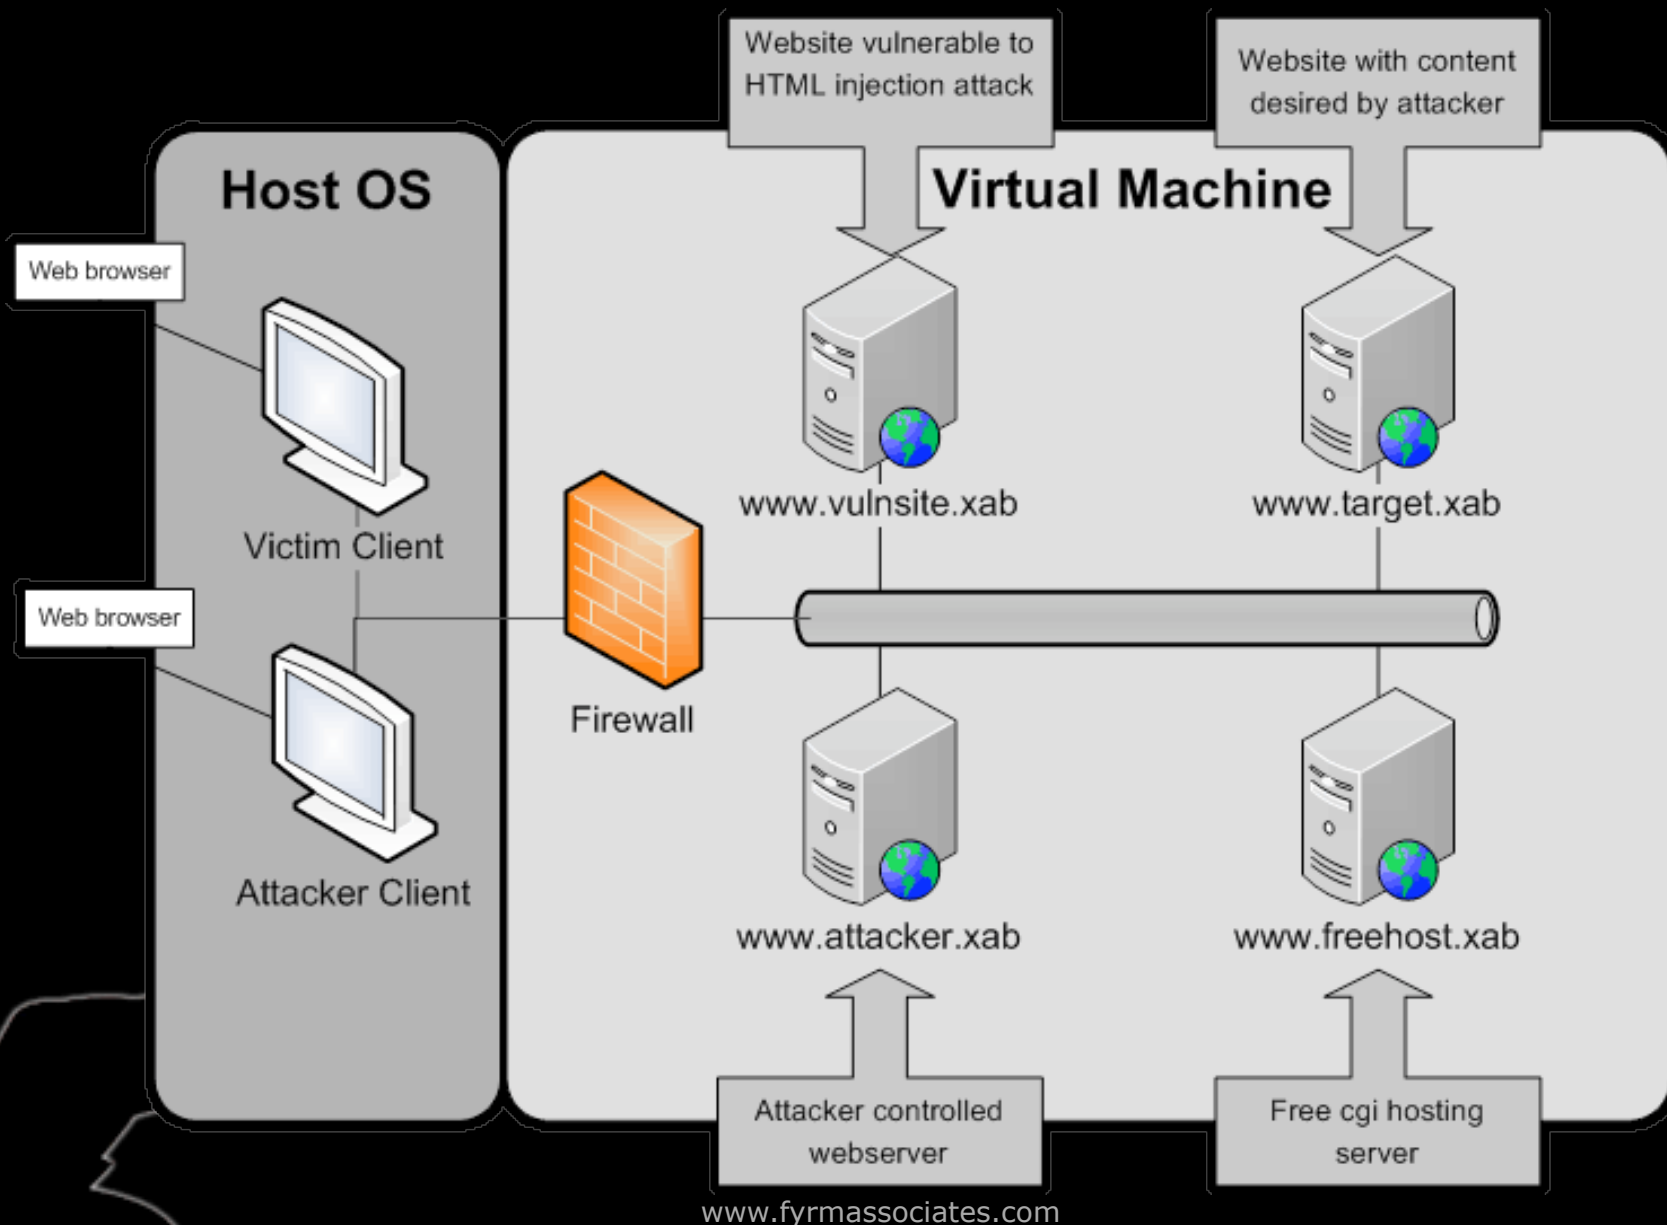 Website vulnerable to
HTML injection attack
Website with content
desired by attacker
Host OS
Virtual Machine
Web browser
Victim Client
www.vulnsite.xab
www.target.xab
Web browser
Firewall
Attacker Client
www.attacker.xab
www.freehost.xab
Attacker controlled
webserver
Free cgi hosting
server
www.fyrmassociates.com